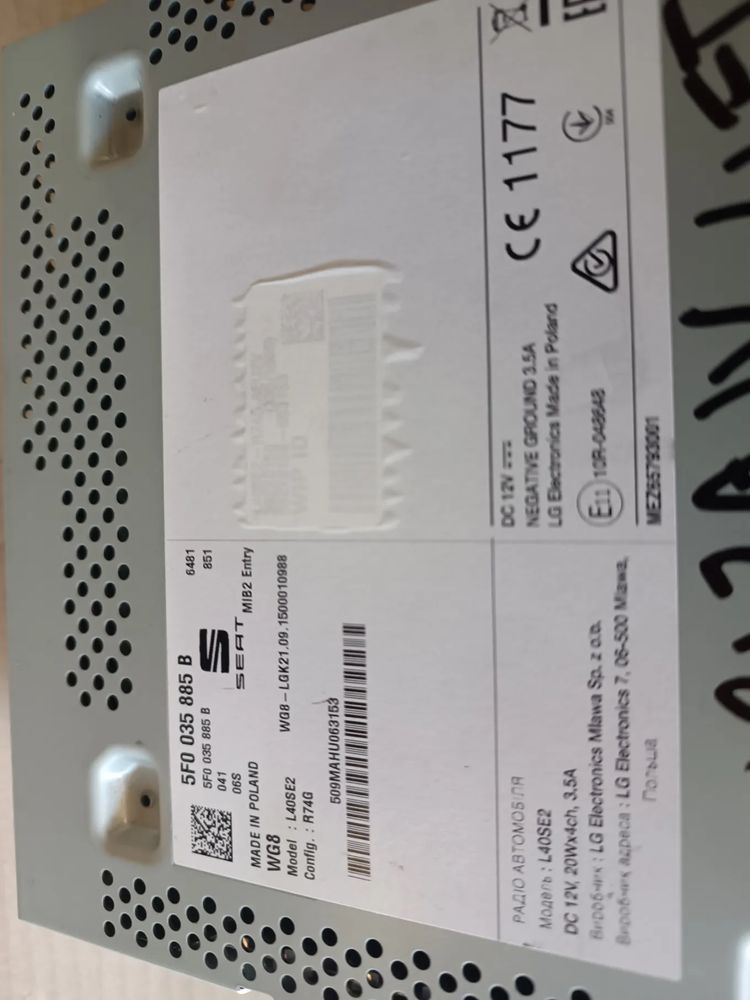 5F0 035 885 B
5F0 035 885 B
041
06S
6481
851
SEAT
MIB2 Entry
MADE IN POLAND
WG8
Model : L40SE2
Config. : R74G
WG8-LGK21.09.1500010988
509MAHU063153
DC 12V
NEGATIVE GROUND 3.5A
LG Electronics Made in Poland
CE 1177
E11 10R-048648
MEZ65793001
РАДІО АВТОМОБІЛЯ
Модель : L40SE2
DC 12V, 20Wx4ch, 3.5A
Виробник : LG Electronics Mlawa Sp. z o.o.
Виробник адреса : LG Electronics 7, 06-500 Mlawa,
Польша